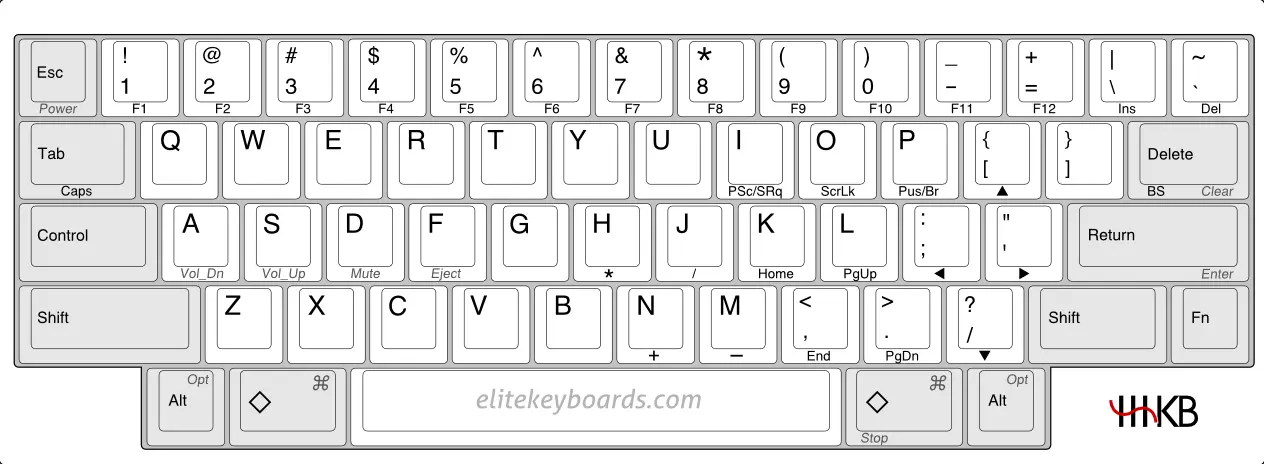 ! @ # $ % ^ & * ( ) _ + | ~
Esc 1 2 3 4 5 6 7 8 9 0 - = \ `
Power F1 F2 F3 F4 F5 F6 F7 F8 F9 F10 F11 F12 Ins Del
Tab Q W E R T Y U I O P { } Delete
[ ]
Caps PSc/SRq ScrLk Pus/Br ▲ BS Clear
Control A S D F G H J K L : " Return
; '
Vol_Dn Vol_Up Mute Eject * / Home PgUp ◀ ▶ Enter
Shift Z X C V B N M < > ? Shift Fn
, . /
+ – End PgDn ▼
Opt ⌘ ⌘ Opt
Alt ◇ elitekeyboards.com ◇ Alt
Stop
HHKB